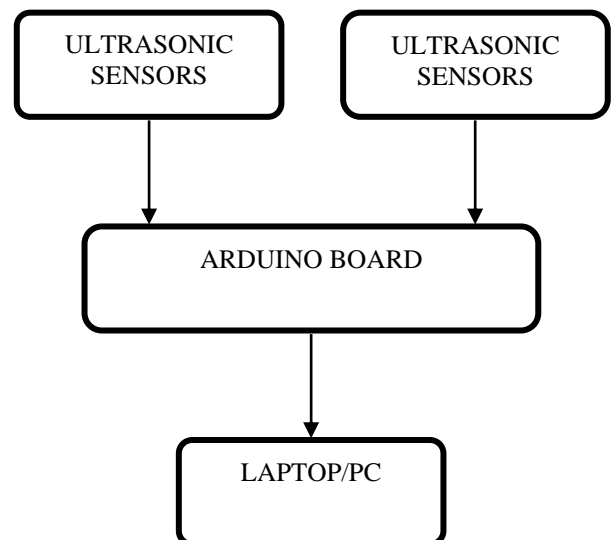 ULTRASONIC
SENSORS
ULTRASONIC
SENSORS
ARDUINO BOARD
LAPTOP/PC